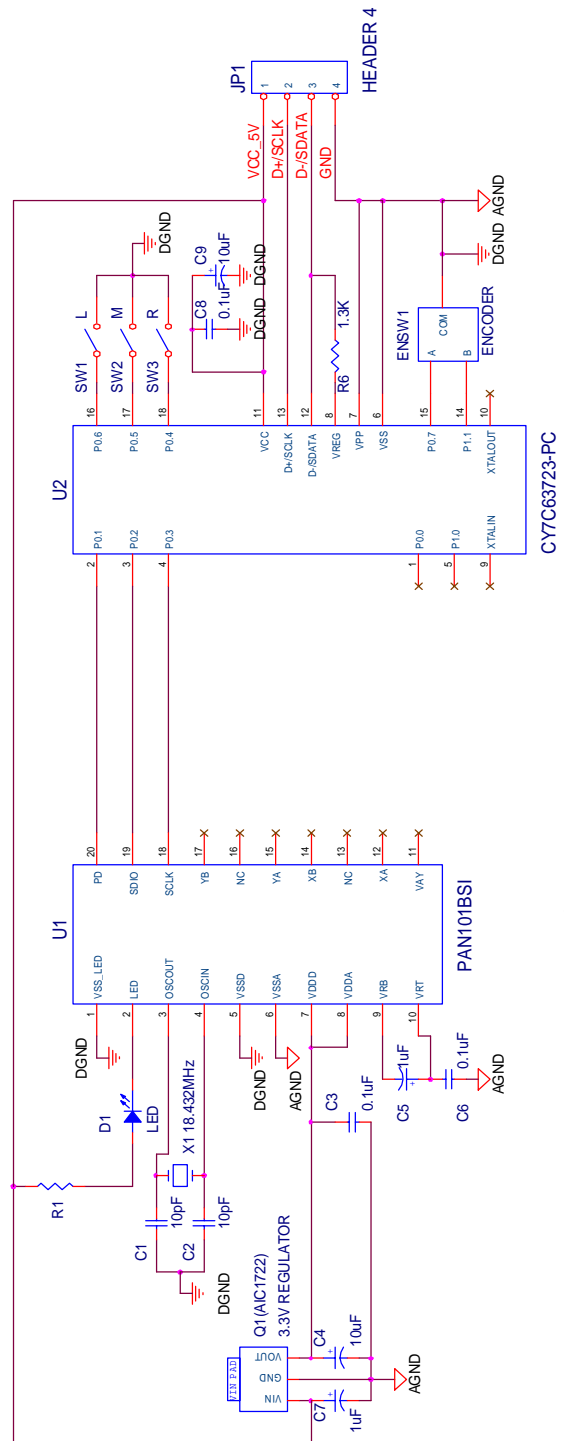 JP1
1
2
3
4
HEADER 4
VCC_5V
D+/SCLK
D-/SDATA
GND
AGND
DGND
SW1
L
SW2
M
SW3
R
DGND
C9
10uF
DGND
C8
0.1uF
DGND
R6
1.3K
ENSW1
A
B
COM
ENCODER
U2
16
P0.6
17
P0.5
18
P0.4
11
VCC
13
D+/SCLK
12
D-/SDATA
8
VREG
7
VPP
6
VSS
15
P0.7
14
P1.1
10
XTALOUT
2
P0.1
3
P0.2
4
P0.3
1
P0.0
5
P1.0
9
XTALIN
CY7C63723-PC
U1
20
PD
19
SDIO
18
SCLK
17
YB
16
NC
15
YA
14
XB
13
NC
12
XA
11
VAY
1
VSS_LED
2
LED
3
OSCOUT
4
OSCIN
5
VSSD
6
VSSA
7
VDDD
8
VDDA
9
VRB
10
VRT
PAN101BSI
DGND
D1
LED
R1
X1 18.432MHz
C1
10pF
C2
10pF
DGND
DGND
AGND
C3
0.1uF
C5
1uF
C6
0.1uF
AGND
Q1(AIC1722)
3.3V REGULATOR
VIN PAD
VIN
GND
VOUT
C4
10uF
C7
1uF
AGND